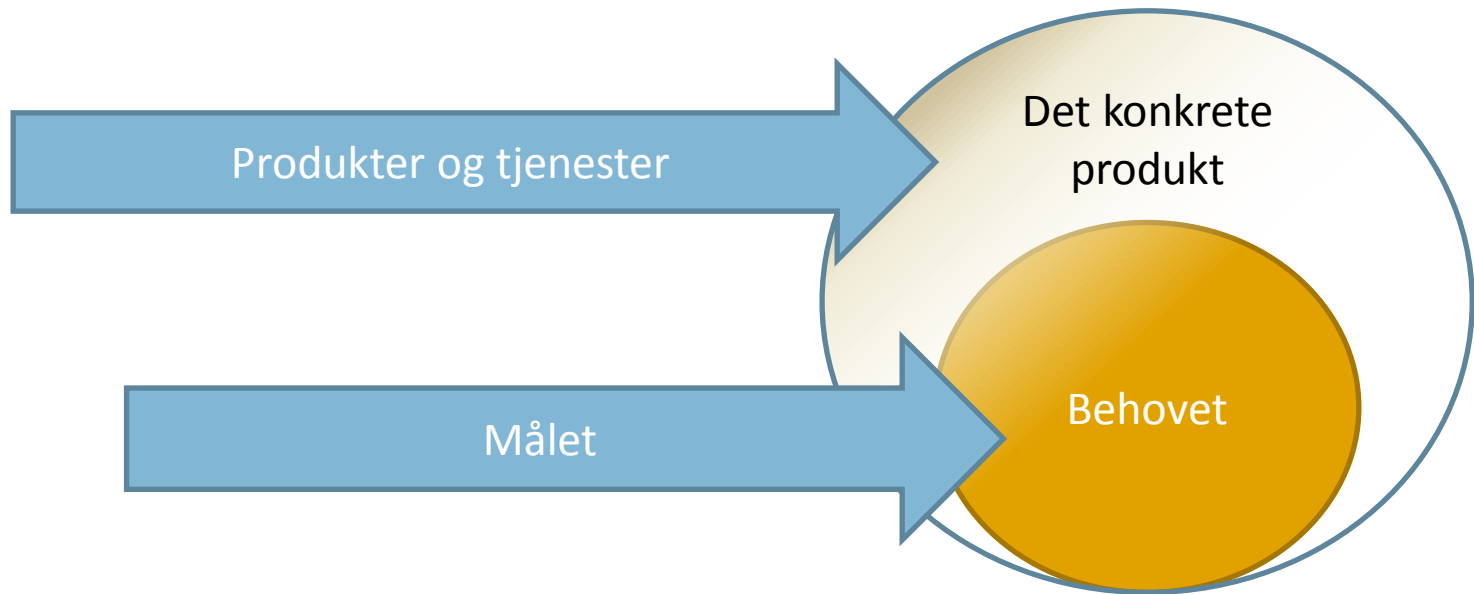 Det konkrete
produkt
Produkter og tjenester
Behovet
Målet